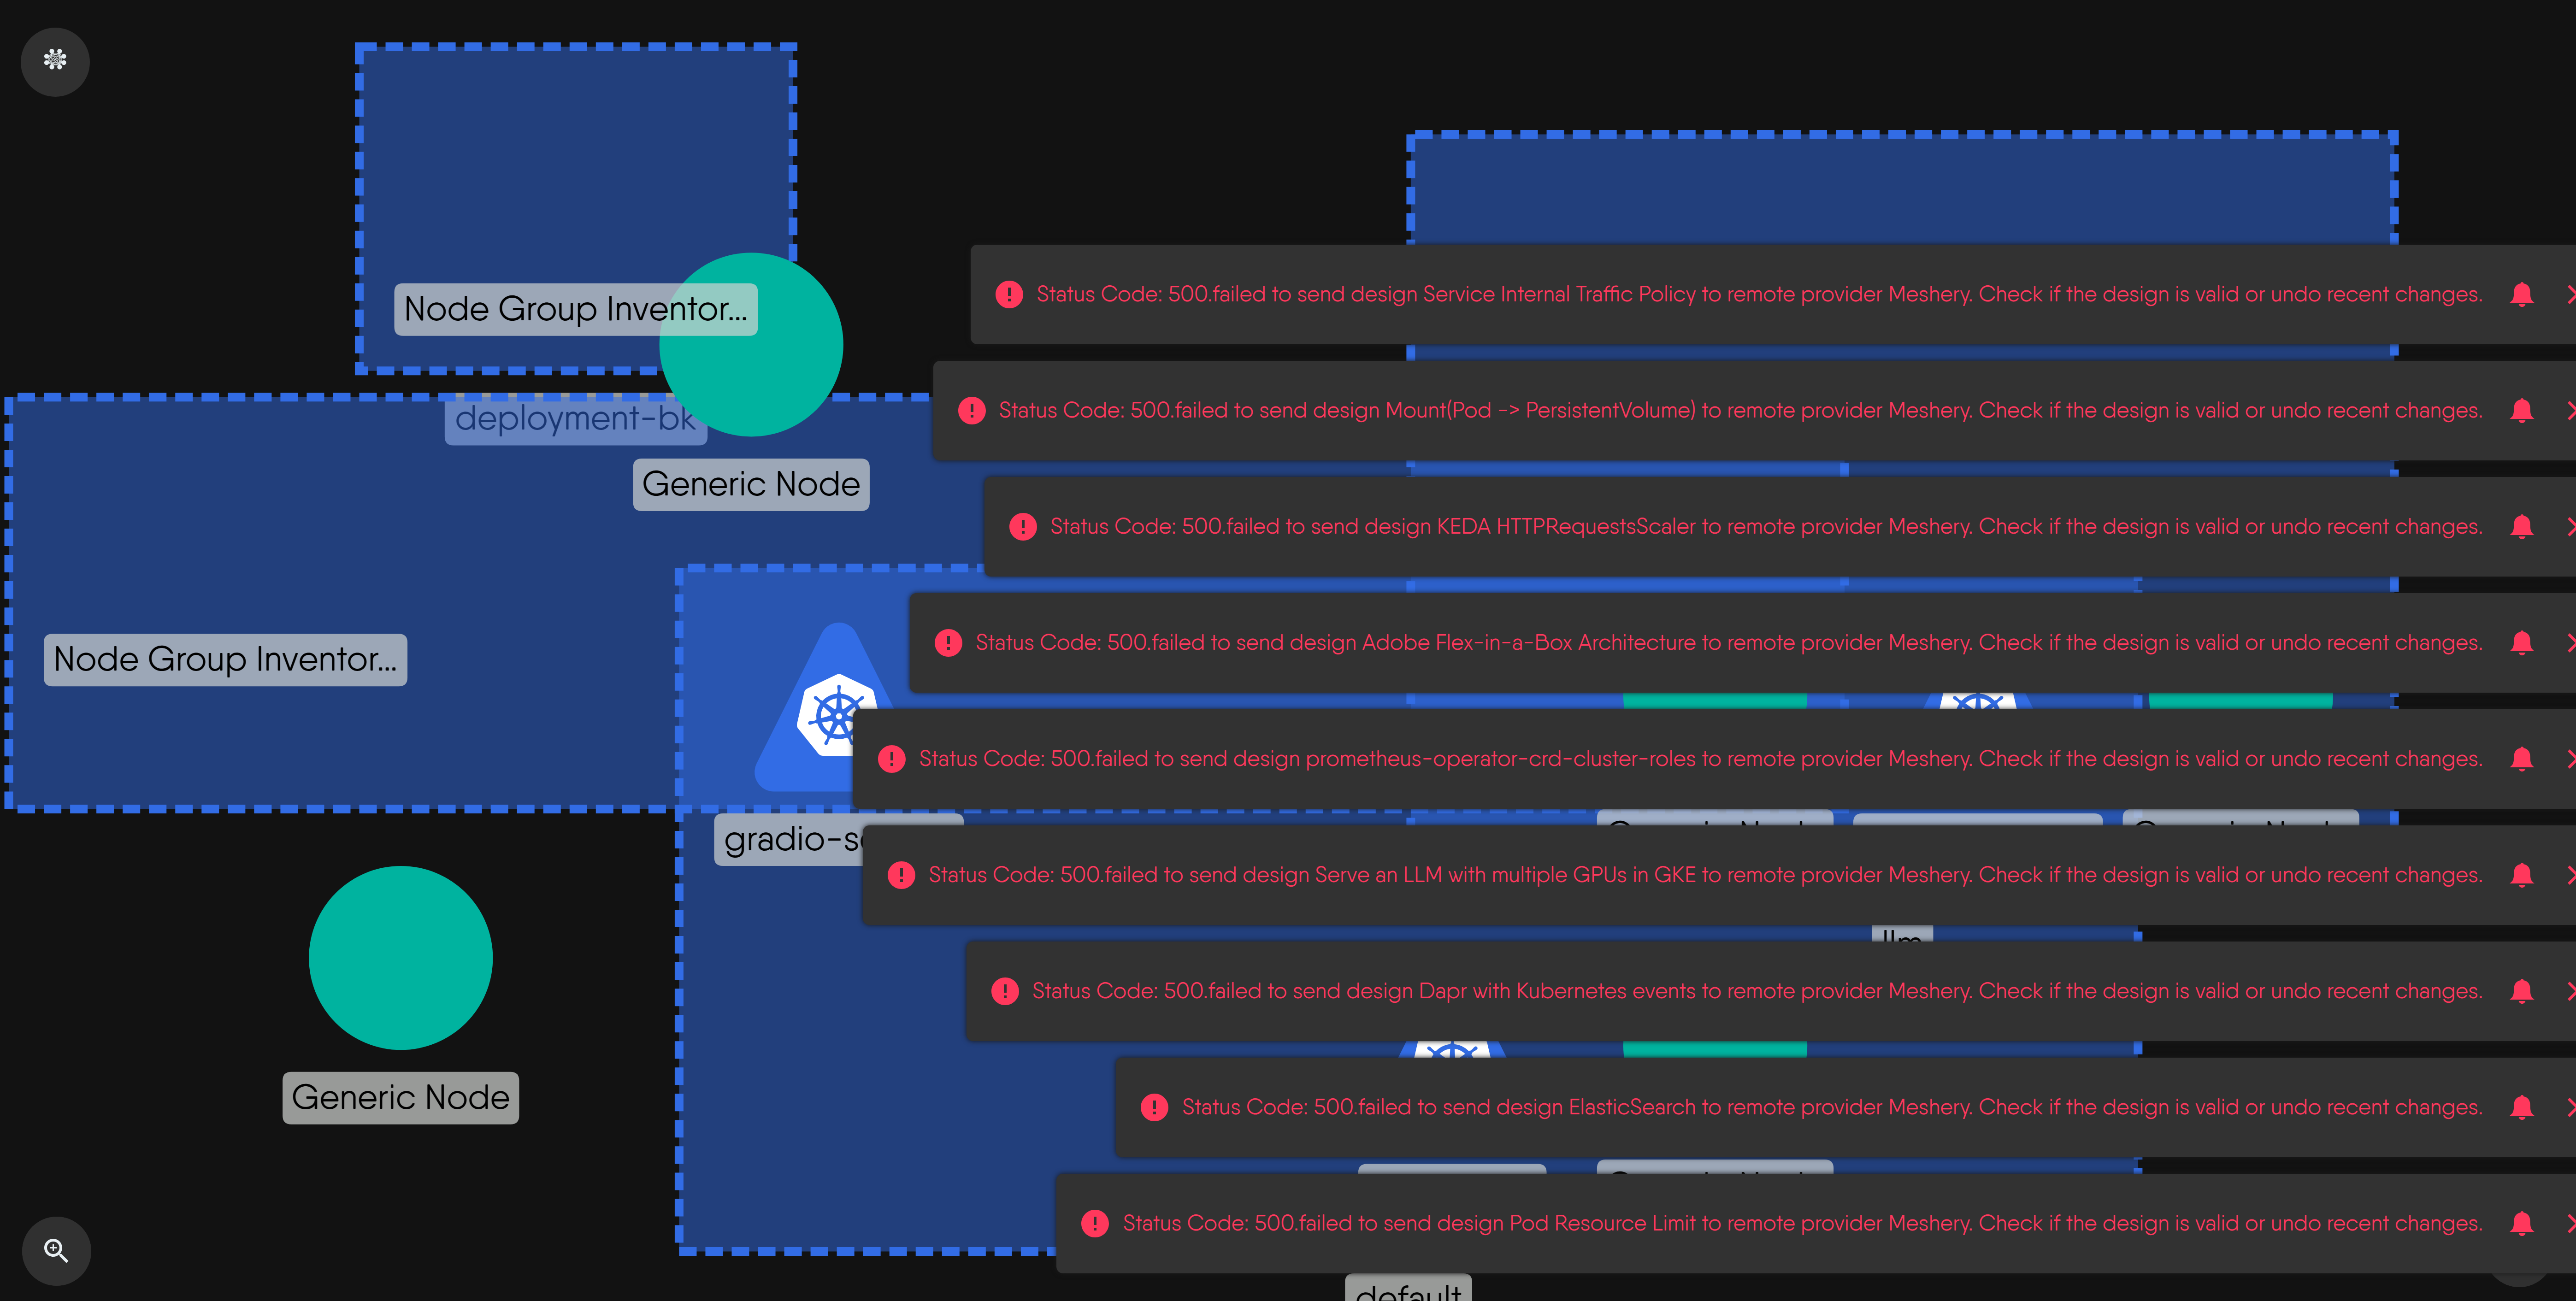 Node Group Inventor...
deployment-bk
Generic Node
Node Group Inventor...
Generic Node
Status Code: 500.failed to send design Service Internal Traffic Policy to remote provider Meshery. Check if the design is valid or undo recent changes.
Status Code: 500.failed to send design Mount(Pod -> PersistentVolume) to remote provider Meshery. Check if the design is valid or undo recent changes.
Status Code: 500.failed to send design KEDA HTTPRequestsScaler to remote provider Meshery. Check if the design is valid or undo recent changes.
Status Code: 500.failed to send design Adobe Flex-in-a-Box Architecture to remote provider Meshery. Check if the design is valid or undo recent changes.
Status Code: 500.failed to send design prometheus-operator-crd-cluster-roles to remote provider Meshery. Check if the design is valid or undo recent changes.
Status Code: 500.failed to send design Serve an LLM with multiple GPUs in GKE to remote provider Meshery. Check if the design is valid or undo recent changes.
llm
Status Code: 500.failed to send design Dapr with Kubernetes events to remote provider Meshery. Check if the design is valid or undo recent changes.
Status Code: 500.failed to send design ElasticSearch to remote provider Meshery. Check if the design is valid or undo recent changes.
Status Code: 500.failed to send design Pod Resource Limit to remote provider Meshery. Check if the design is valid or undo recent changes.
default